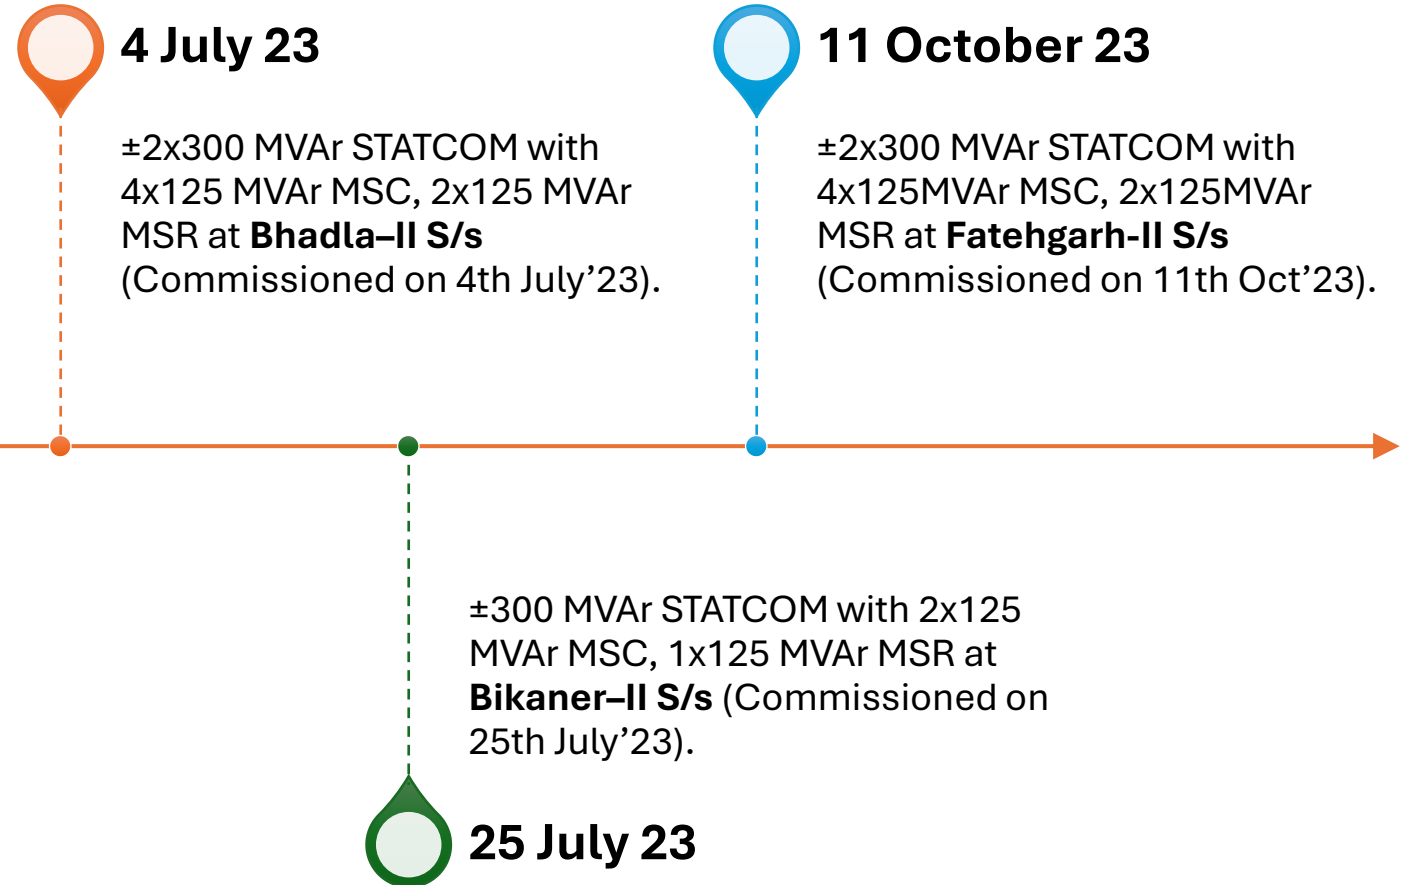 4 July 23
±2x300 MVAr STATCOM with
4x125 MVAr MSC, 2x125 MVAr
MSR at Bhadla–II S/s
(Commissioned on 4th July’23).
11 October 23
±2x300 MVAr STATCOM with
4x125MVAr MSC, 2x125MVAr
MSR at Fatehgarh-II S/s
(Commissioned on 11th Oct’23).
±300 MVAr STATCOM with 2x125
MVAr MSC, 1x125 MVAr MSR at
Bikaner–II S/s (Commissioned on
25th July’23).
25 July 23